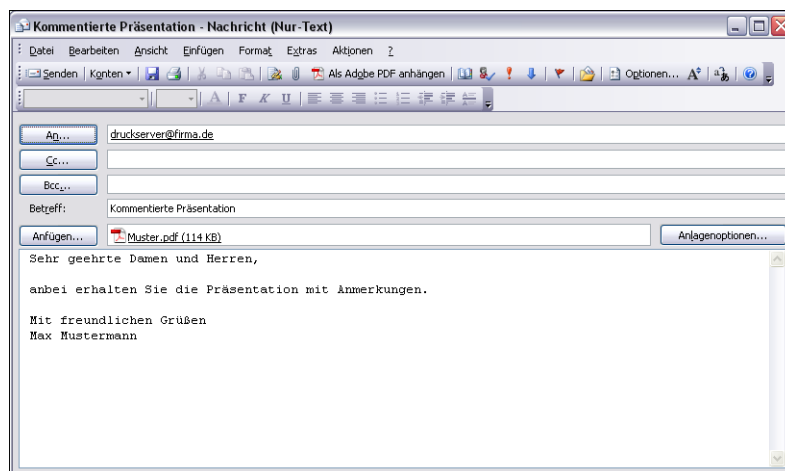 Kommentierte Präsentation - Nachricht (Nur-Text)
Datei Bearbeiten Ansicht Einfügen Format Extras Aktionen ?
Senden Konten Als Adobe PDF anhängen Optionen...
F K U
An... druckserver@firma.de
Cc...
Bcc...
Betreff: Kommentierte Präsentation
Anfügen... Muster.pdf (114 KB) Anlagenoptionen...
Sehr geehrte Damen und Herren,
anbei erhalten Sie die Präsentation mit Anmerkungen.
Mit freundlichen Grüßen
Max Mustermann